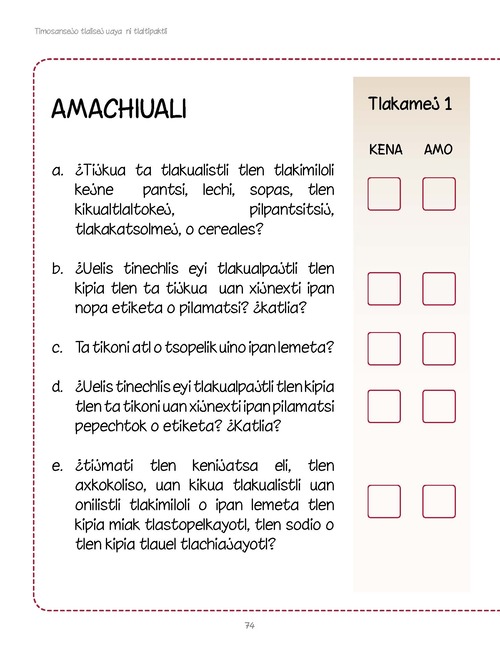 Timosansejo tlalisej uaya ni tlaltipaktli
AMACHIUALI
Tlakamej 1
KENA AMO
a. ¿Tijkua ta tlakualistli tlen tlakimiloli
kejne pantsi, lechi, sopas, tlen
kikualtlaltokej, pilpantsitsij,
tlakakatsolmej, o cereales?
b. ¿Uelis tinechlis eyi tlakualpajtli tlen
kipia tlen ta tijkua uan xijnexti ipan
nopa etiketa o pilamatsi? ¿katlia?
c. Ta tikoni atl o tsopelik uino ipan lemeta?
d. ¿Uelis tinechlis eyi tlakualpajtli tlen kipia
tlen ta tikoni uan xijnexti ipan pilamatsi
pepechtok o etiketa? ¿Katlia?
e. ¿tijmati tlen kenijatsa eli, tlen
axkokoliso, uan kikua tlakualistli uan
onilistli tlakimiloli o ipan lemeta tlen
kipia miak tlastopelkayotl, tlen sodio o
tlen kipia tlauel tlachiajayotl?
74